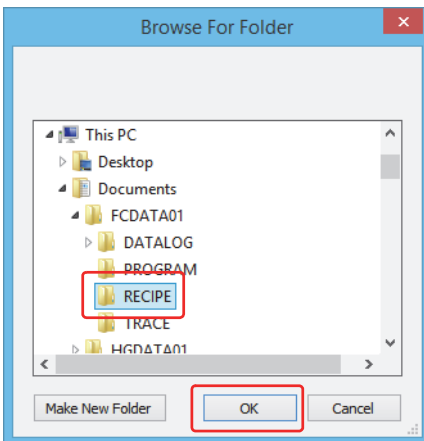 Browse For Folder
This PC
Desktop
Documents
FCDATA01
DATALOG
PROGRAM
RECIPE
TRACE
HGDATA01
Make New Folder
OK
Cancel